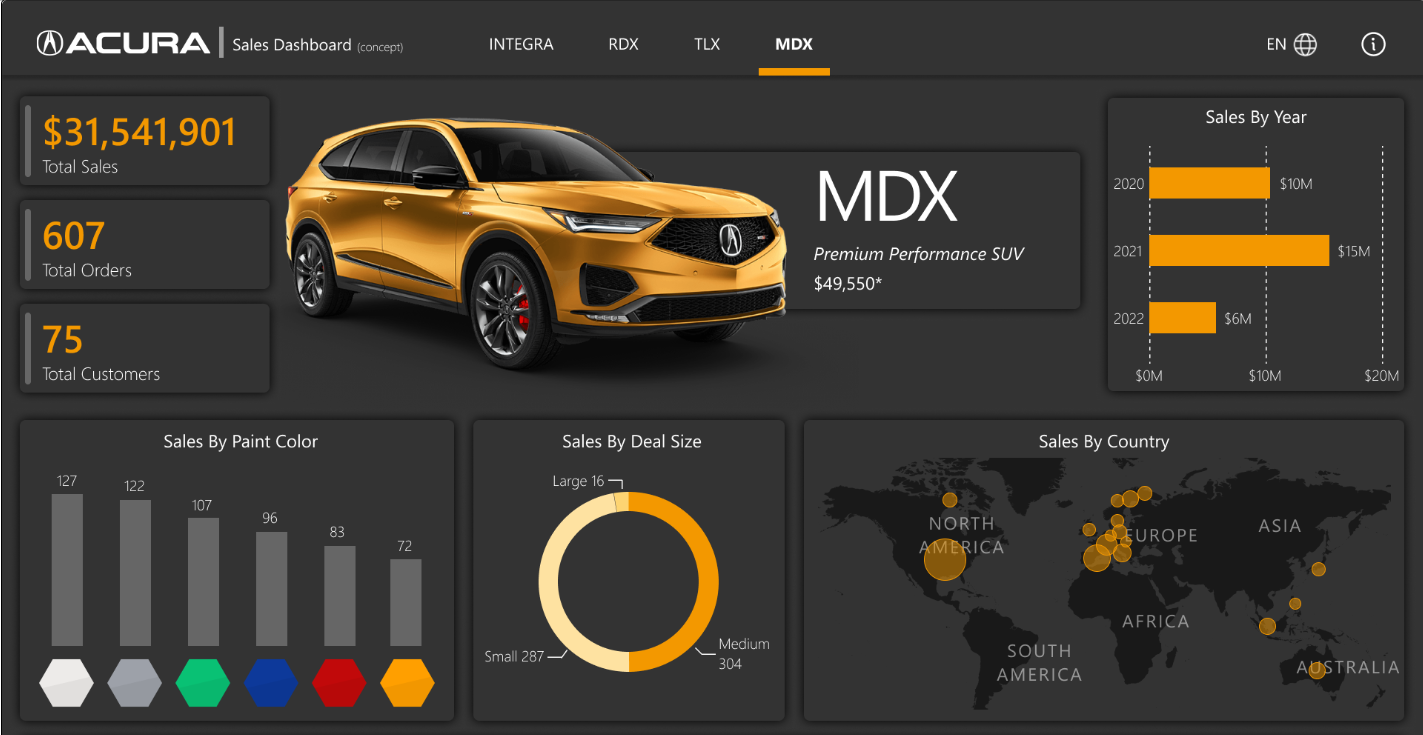 ACURA
Sales Dashboard (concept)
INTEGRA
RDX
TLX
MDX
EN
i
$31,541,901
Total Sales
607
Total Orders
75
Total Customers
MDX
Premium Performance SUV
$49,550*
Sales By Year
2020
$10M
2021
$15M
2022
$6M
$0M
$10M
$20M
Sales By Paint Color
127
122
107
96
83
72
Sales By Deal Size
Large 16
Small 287
Medium
304
Sales By Country
NORTH
AMERICA
EUROPE
ASIA
AFRICA
SOUTH
AMERICA
AUSTRALIA